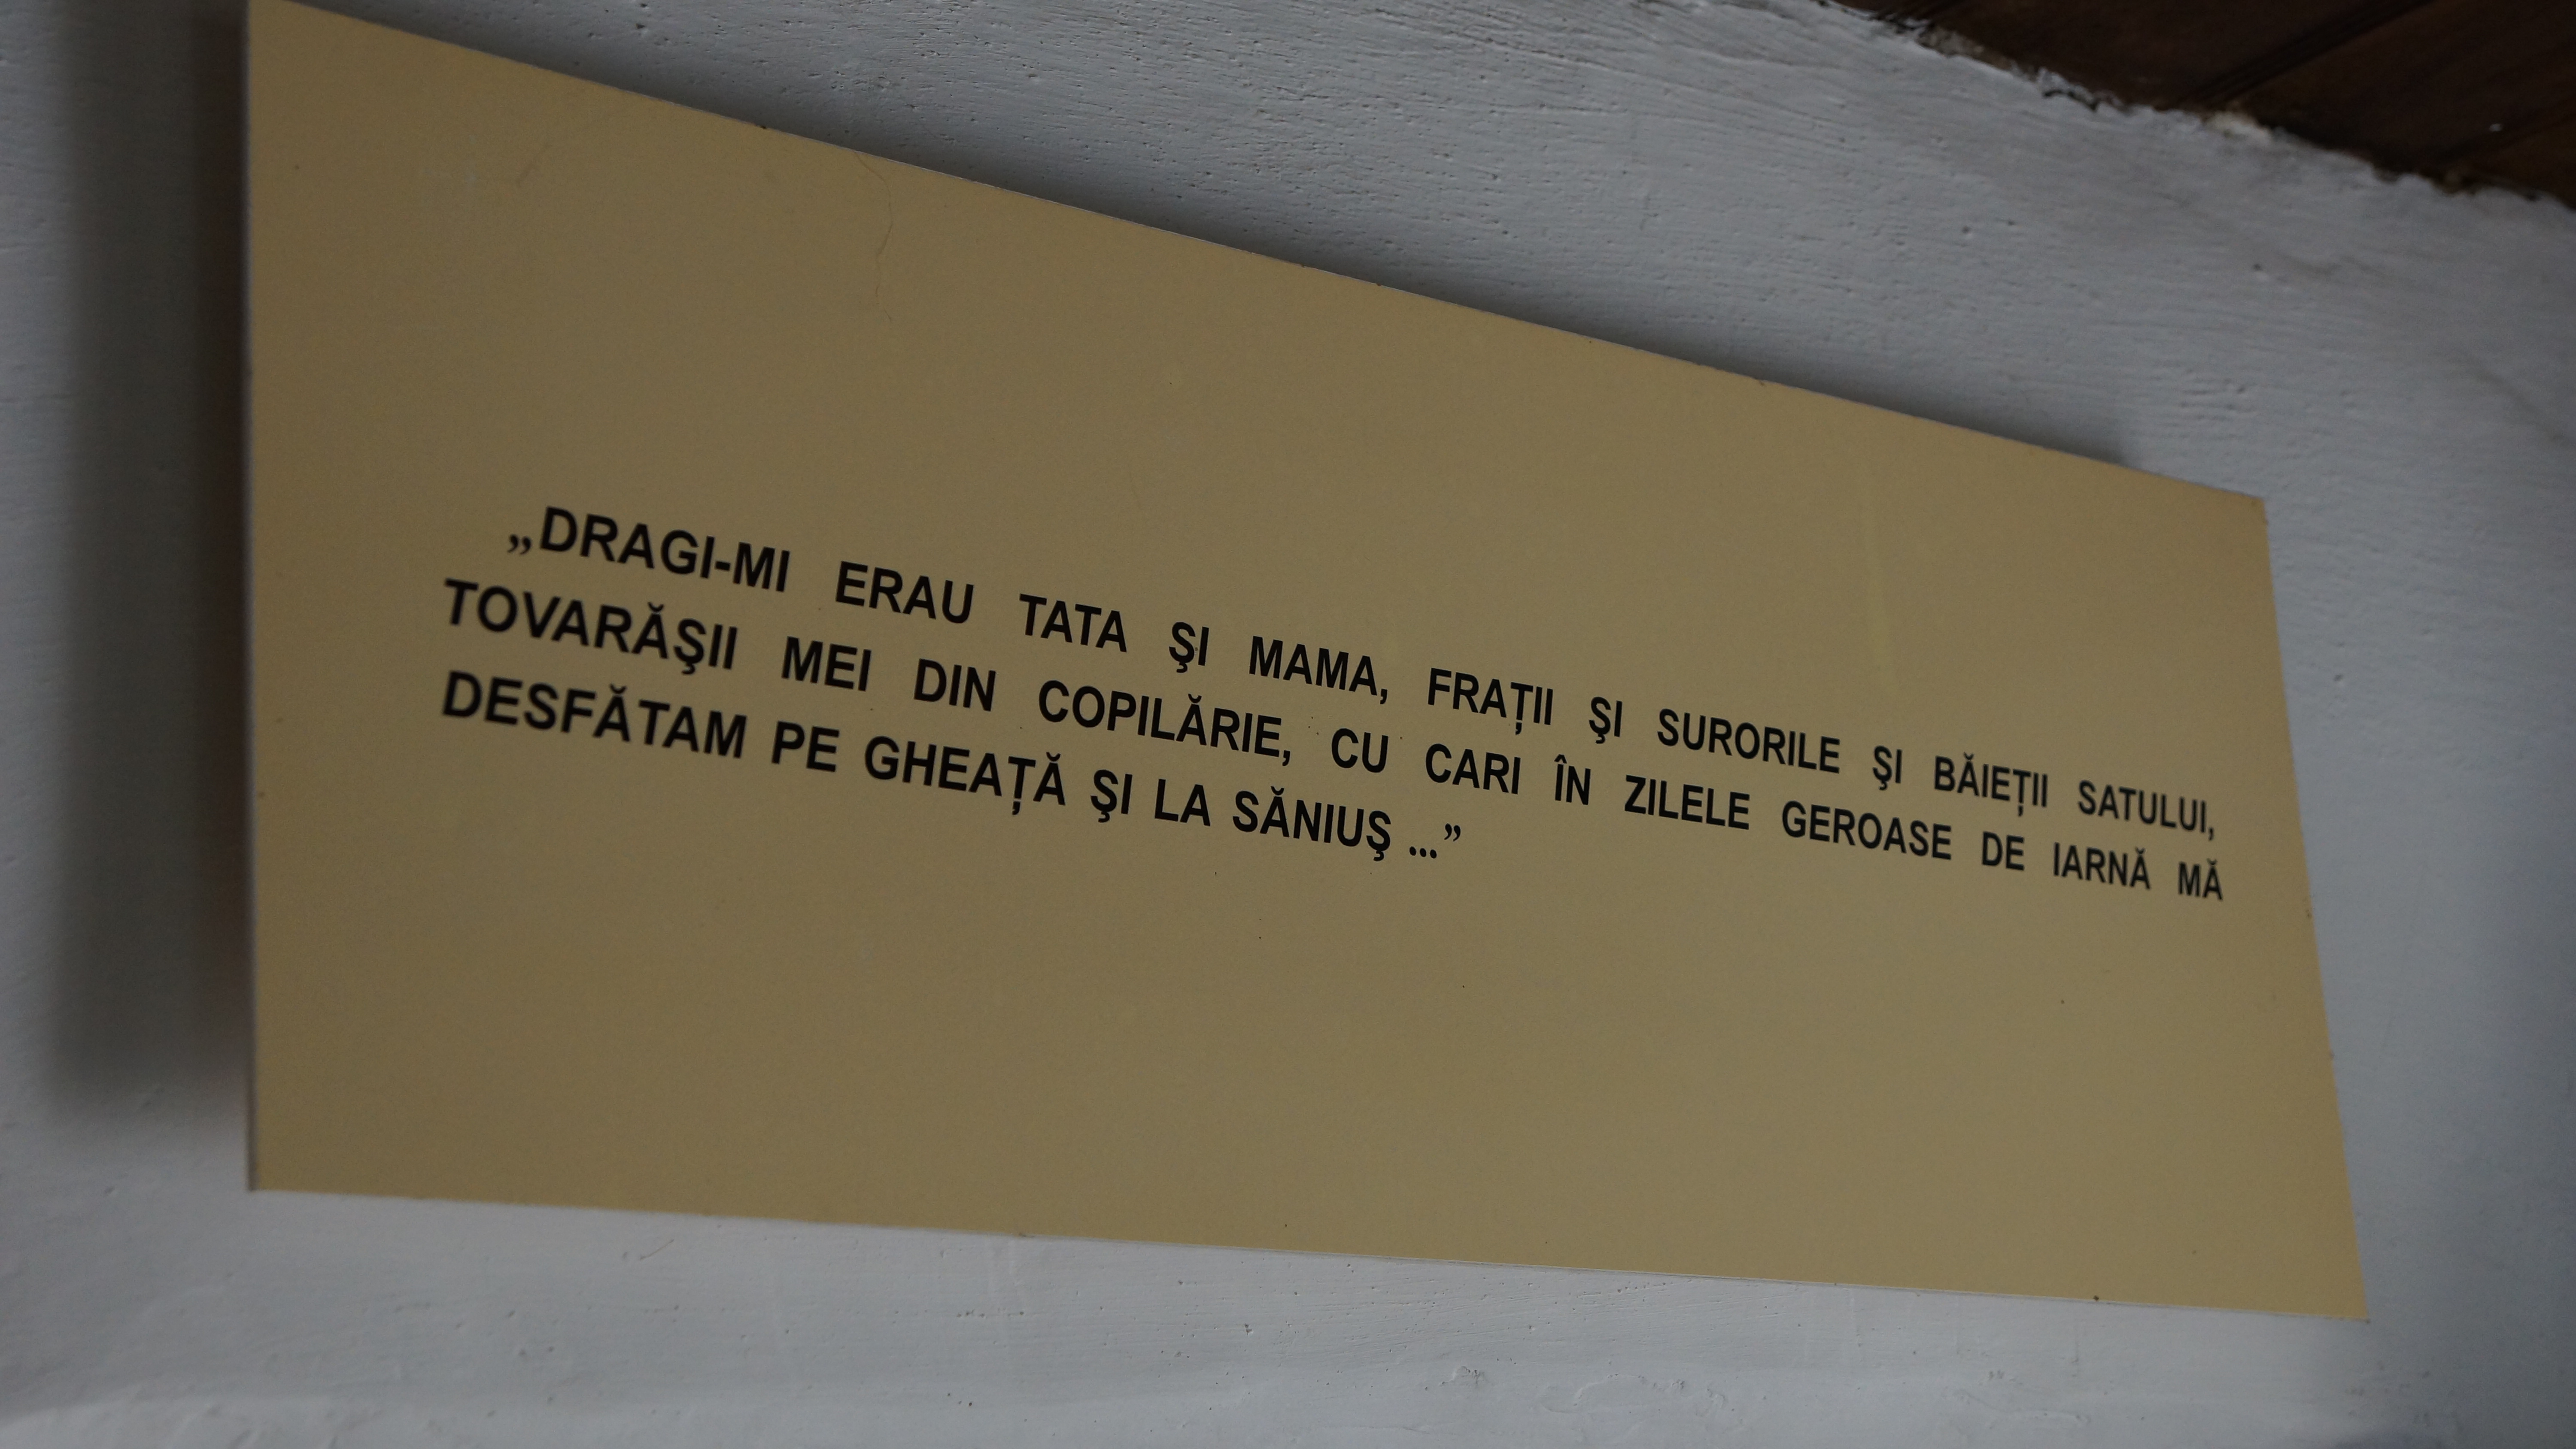 „DRAGI-MI ERAU TATA ŞI MAMA, FRAȚII ŞI SURORILE ŞI BĂIEȚII SATULUI,
TOVARĂŞII MEI DIN COPILĂRIE, CU CARI ÎN ZILELE GEROASE DE IARNĂ MĂ
DESFĂTAM PE GHEAȚĂ ŞI LA SĂNIUŞ ...”